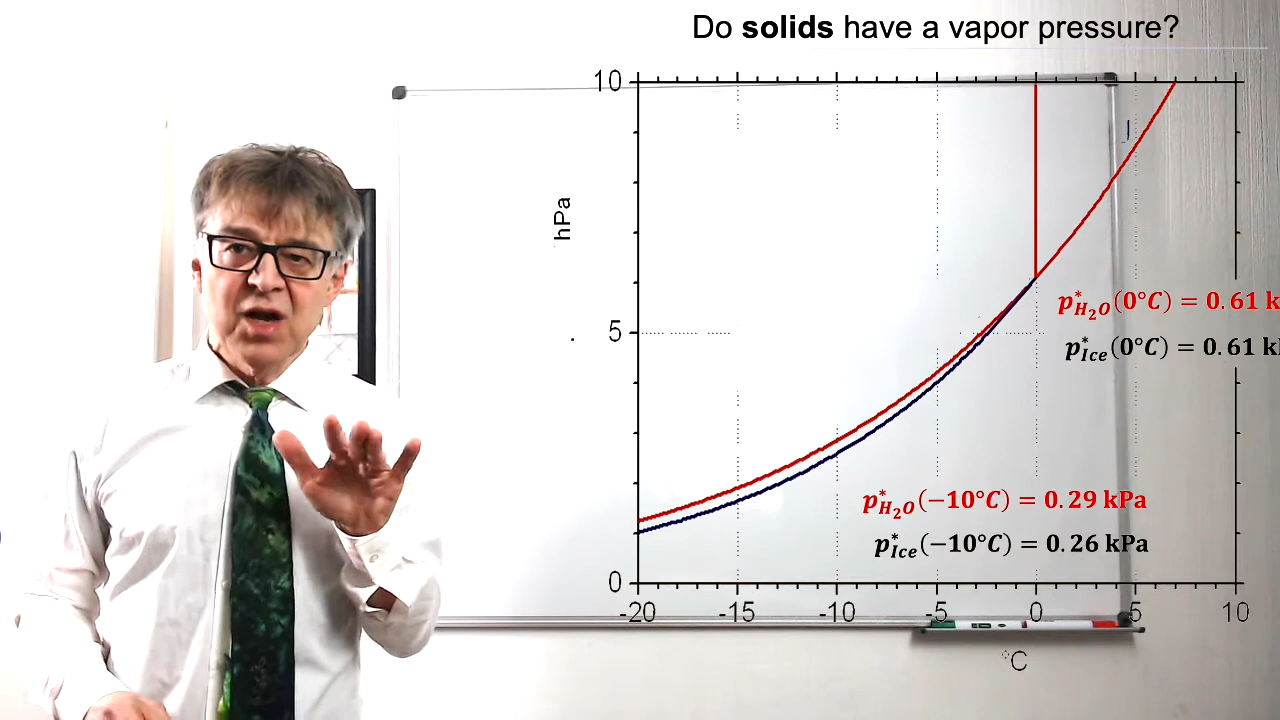 Do solids have a vapor pressure?
10
hPa
5
0
-20 -15 -10 -5 0 5 10
°C
p*H2O(0°C) = 0.61 k
p*Ice(0°C) = 0.61 k
p*H2O(−10°C) = 0.29 kPa
p*Ice(−10°C) = 0.26 kPa